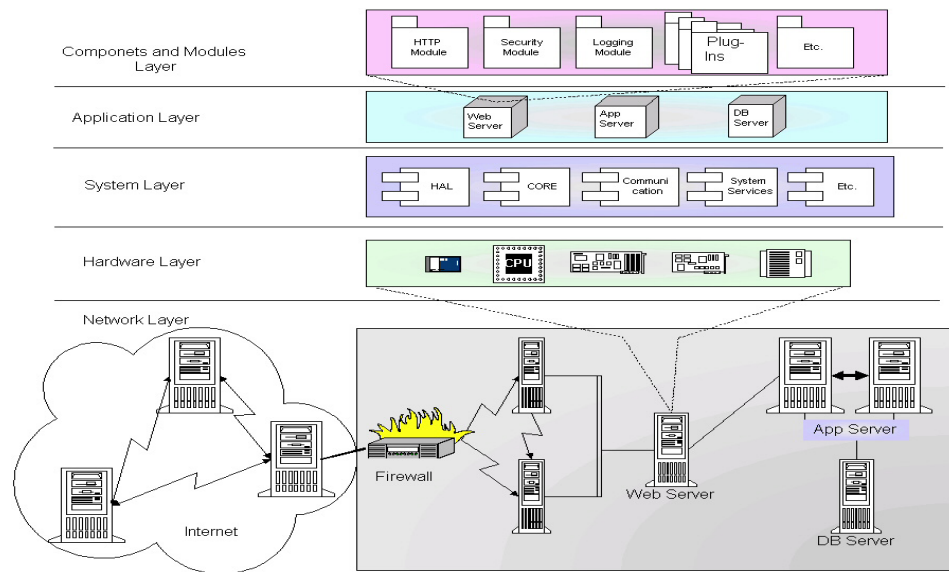 Componets and Modules
Layer
HTTP
Module
Security
Module
Logging
Module
Plug-
Ins
Etc.
Application Layer
Web
Server
App
Server
DB
Server
System Layer
HAL
CORE
Communi
cation
System
Services
Etc.
Hardware Layer
CPU
Network Layer
Firewall
Internet
Web Server
App Server
DB Server